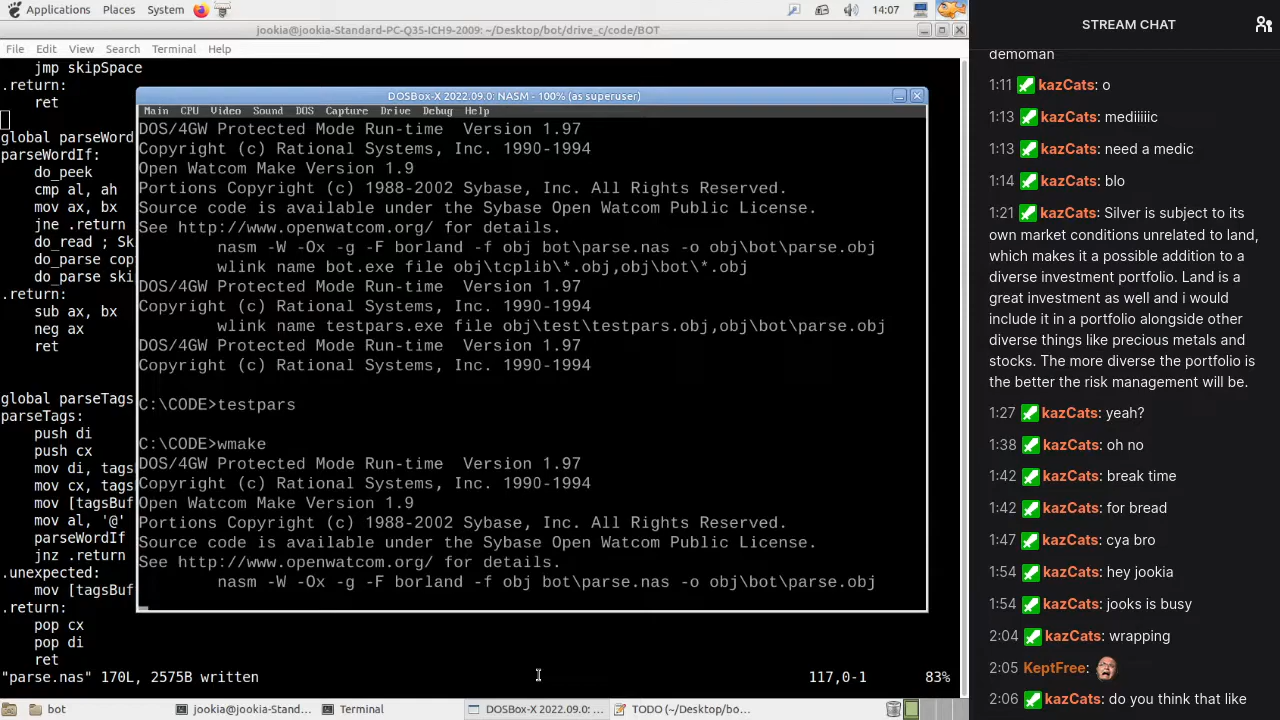 Applications Places System 14:07
jookia@jookia-Standard-PC-Q35-ICH9-2009: ~/Desktop/bot/drive_c/code/BOT
File Edit View Search Terminal Help
jmp skipSpace
.return:
ret
global parseWord
parseWordIf:
do_peek
cmp al, ah
mov ax, bx
jne .return
do_read ; Sk
do_parse cop
do_parse ski
.return:
sub ax, bx
neg ax
ret
global parseTags
parseTags:
push di
push cx
mov di, tags
mov cx, tags
mov [tagsBuf
mov al, '@'
parseWordIf
jnz .return
.unexpected:
mov [tagsBuf
.return:
pop cx
pop di
ret
"parse.nas" 170L, 2575B written 117,0-1 83%
DOSBox-X 2022.09.0: NASM - 100% (as superuser)
Main CPU Video Sound DOS Capture Drive Debug Help
DOS/4GW Protected Mode Run-time Version 1.97
Copyright (c) Rational Systems, Inc. 1990-1994
Open Watcom Make Version 1.9
Portions Copyright (c) 1988-2002 Sybase, Inc. All Rights Reserved.
Source code is available under the Sybase Open Watcom Public License.
See http://www.openwatcom.org/ for details.
nasm -W -Ox -g -F borland -f obj bot\parse.nas -o obj\bot\parse.obj
wlink name bot.exe file obj\tcplib\*.obj,obj\bot\*.obj
DOS/4GW Protected Mode Run-time Version 1.97
Copyright (c) Rational Systems, Inc. 1990-1994
wlink name testpars.exe file obj\test\testpars.obj,obj\bot\parse.obj
DOS/4GW Protected Mode Run-time Version 1.97
Copyright (c) Rational Systems, Inc. 1990-1994
C:\CODE>testpars
C:\CODE>wmake
DOS/4GW Protected Mode Run-time Version 1.97
Copyright (c) Rational Systems, Inc. 1990-1994
Open Watcom Make Version 1.9
Portions Copyright (c) 1988-2002 Sybase, Inc. All Rights Reserved.
Source code is available under the Sybase Open Watcom Public License.
See http://www.openwatcom.org/ for details.
nasm -W -Ox -g -F borland -f obj bot\parse.nas -o obj\bot\parse.obj
bot jookia@jookia-Stand... Terminal DOSBox-X 2022.09.0: ... TODO (~/Desktop/bo...
STREAM CHAT
demoman
1:11 kazCats: o
1:13 kazCats: mediiiiic
1:13 kazCats: need a medic
1:14 kazCats: blo
1:21 kazCats: Silver is subject to its
own market conditions unrelated to land,
which makes it a possible addition to a
diverse investment portfolio. Land is a
great investment as well and i would
include it in a portfolio alongside other
diverse things like precious metals and
stocks. The more diverse the portfolio is
the better the risk management will be.
1:27 kazCats: yeah?
1:38 kazCats: oh no
1:42 kazCats: break time
1:42 kazCats: for bread
1:47 kazCats: cya bro
1:54 kazCats: hey jookia
1:54 kazCats: jooks is busy
2:04 kazCats: wrapping
2:05 KeptFree:
2:06 kazCats: do you think that like